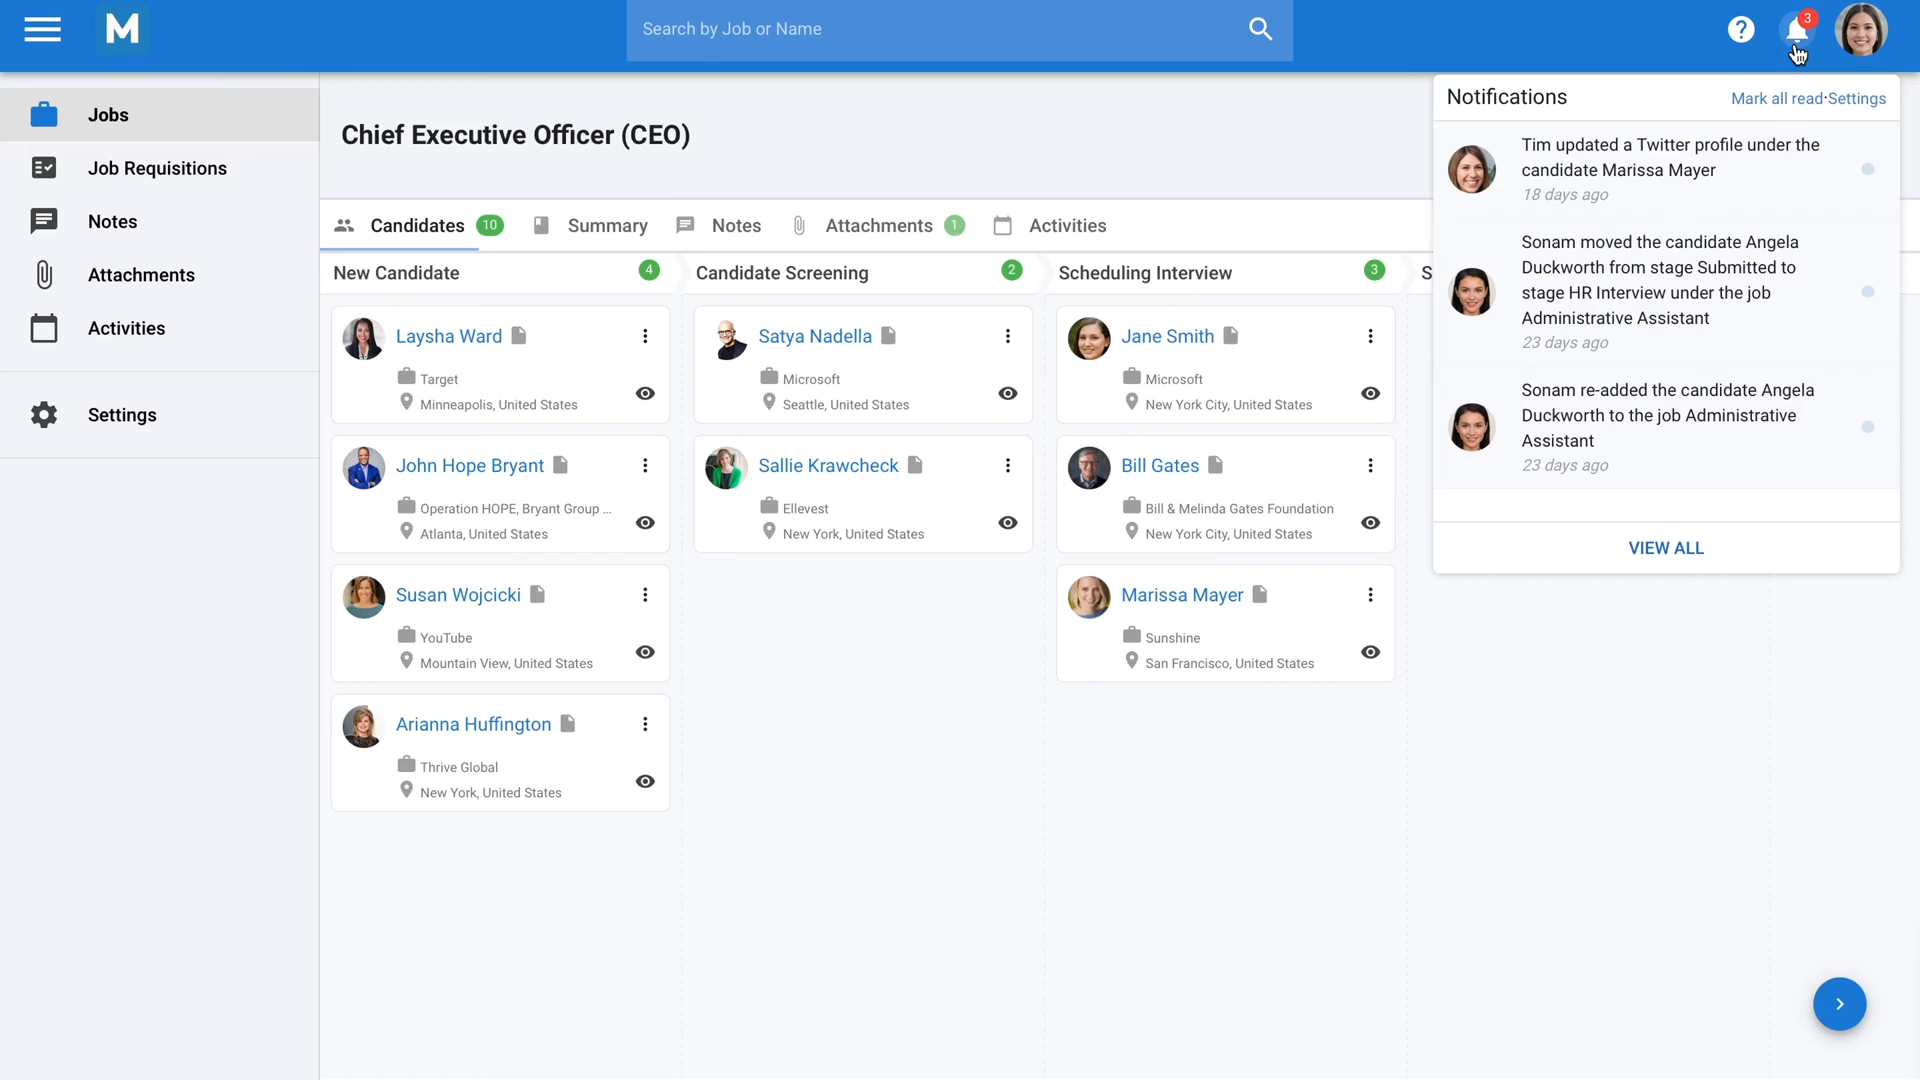 M
Search by Job or Name
3
Jobs
Job Requisitions
Notes
Attachments
Activities
Settings
Chief Executive Officer (CEO)
Candidates 10
Summary
Notes
Attachments 1
Activities
New Candidate 4
Laysha Ward
Target
Minneapolis, United States
John Hope Bryant
Operation HOPE, Bryant Group ...
Atlanta, United States
Susan Wojcicki
YouTube
Mountain View, United States
Arianna Huffington
Thrive Global
New York, United States
Candidate Screening 2
Satya Nadella
Microsoft
Seattle, United States
Sallie Krawcheck
Ellevest
New York, United States
Scheduling Interview 3
Jane Smith
Microsoft
New York City, United States
Bill Gates
Bill & Melinda Gates Foundation
New York City, United States
Marissa Mayer
Sunshine
San Francisco, United States
S
Notifications
Mark all read·Settings
Tim updated a Twitter profile under the
candidate Marissa Mayer
18 days ago
Sonam moved the candidate Angela
Duckworth from stage Submitted to
stage HR Interview under the job
Administrative Assistant
23 days ago
Sonam re-added the candidate Angela
Duckworth to the job Administrative
Assistant
23 days ago
VIEW ALL